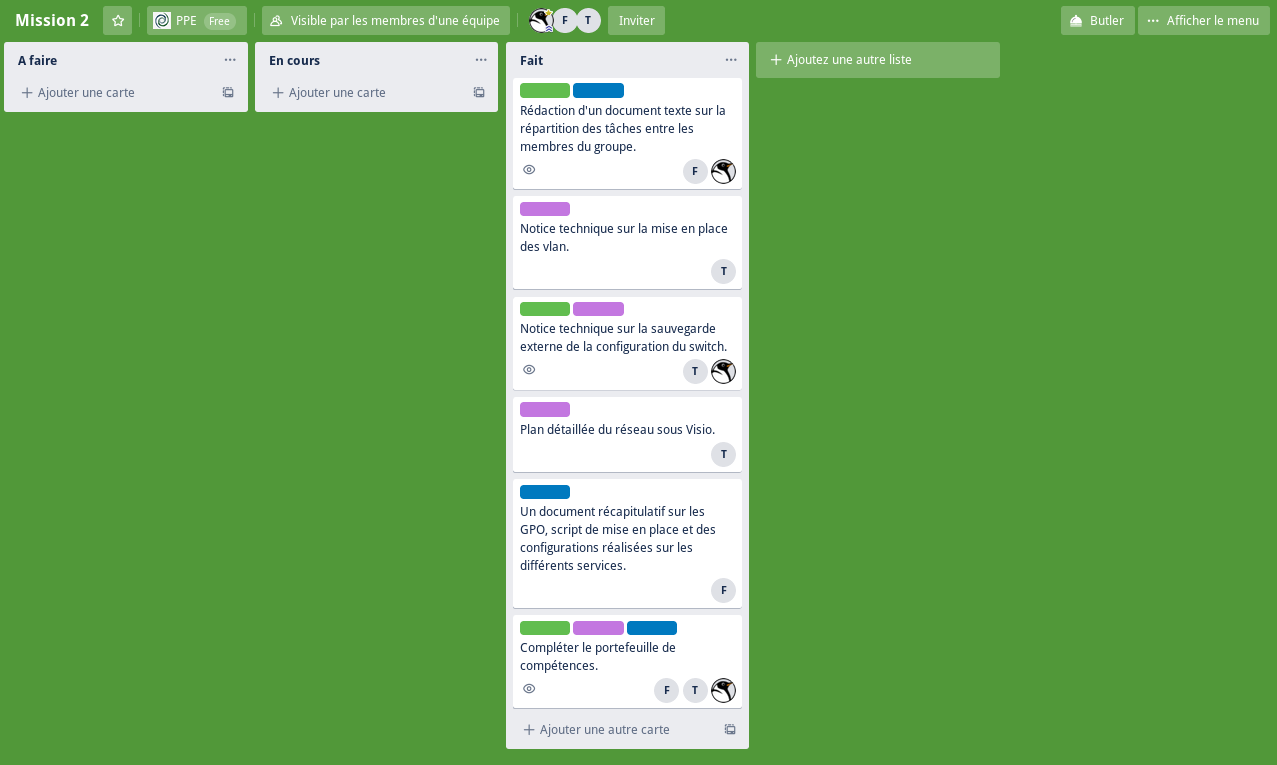 Mission 2
PPE Free
Visible par les membres d'une équipe
F T
Inviter
Butler
Afficher le menu
A faire
Ajouter une carte
En cours
Ajouter une carte
Fait
Rédaction d'un document texte sur la
répartition des tâches entre les
membres du groupe.
F
Notice technique sur la mise en place
des vlan.
T
Notice technique sur la sauvegarde
externe de la configuration du switch.
T
Plan détaillée du réseau sous Visio.
T
Un document récapitulatif sur les
GPO, script de mise en place et des
configurations réalisées sur les
différents services.
F
Compléter le portefeuille de
compétences.
F T
Ajouter une autre carte
Ajoutez une autre liste